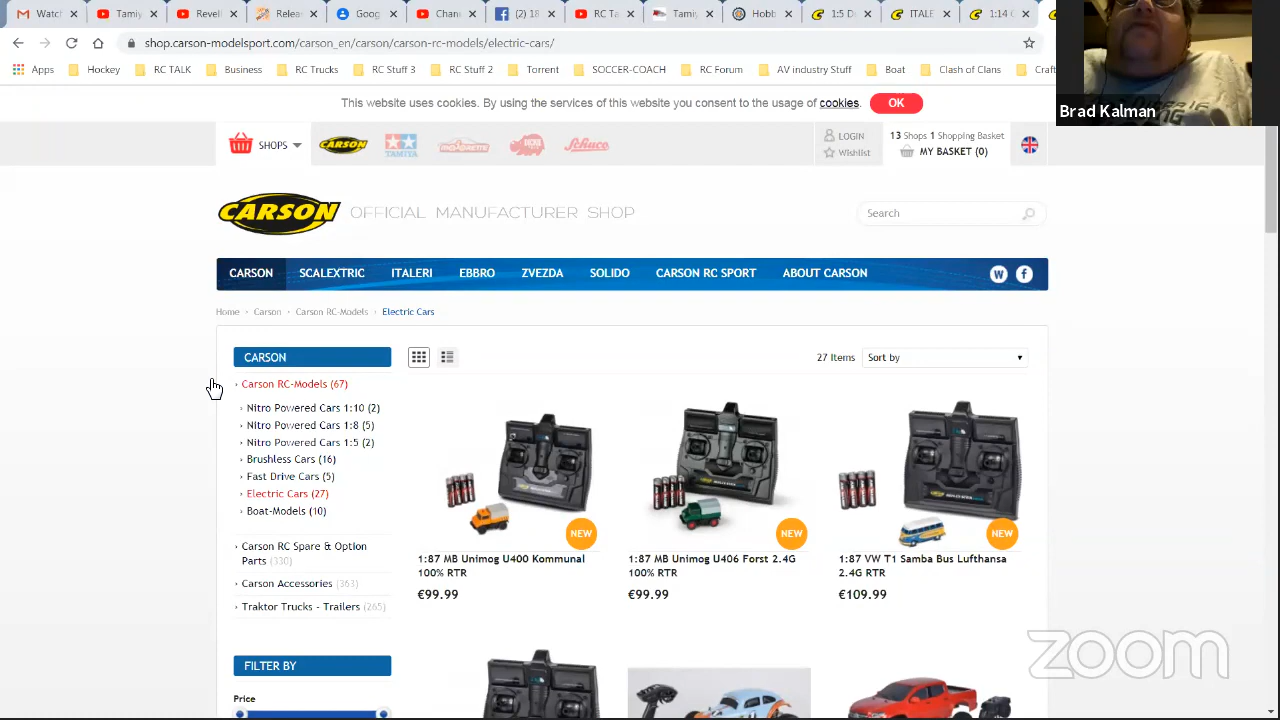 Watch
Tamiy
Revell
Releas
Chan
(2) 18
RC Ta
Tamiy
Hobb
1:5 D
ITALE
1:14 C
shop.carson-modelsport.com/carson_en/carson/carson-rc-models/electric-cars/
Apps Hockey RC TALK Business RC Trucks RC Stuff 3 RC Stuff 2 Torrent SOCCER-COACH RC Forum AV industry Stuff Boat Clash of Clans Craft
Brad Kalman
This website uses cookies. By using the services of this website you consent to the usage of cookies. OK
SHOPS CARSON TAMIYA Schuco
LOGIN
Wishlist
13 Shops 1 Shopping Basket
MY BASKET (0)
CARSON OFFICIAL MANUFACTURER SHOP
Search
CARSON SCALEXTRIC ITALERI EBBRO ZVEZDA SOLIDO CARSON RC SPORT ABOUT CARSON W f
Home Carson Carson RC-Models Electric Cars
CARSON
27 Items Sort by
Carson RC-Models (67)
Nitro Powered Cars 1:10 (2)
Nitro Powered Cars 1:8 (5)
Nitro Powered Cars 1:5 (2)
Brushless Cars (16)
Fast Drive Cars (5)
Electric Cars (27)
Boat-Models (10)
Carson RC Spare & Option
Parts (330)
Carson Accessories (363)
Traktor Trucks - Trailers (265)
FILTER BY
Price
NEW
1:87 MB Unimog U400 Kommunal
100% RTR
€99.99
NEW
1:87 MB Unimog U406 Forst 2.4G
100% RTR
€99.99
NEW
1:87 VW T1 Samba Bus Lufthansa
2.4G RTR
€109.99
zoom